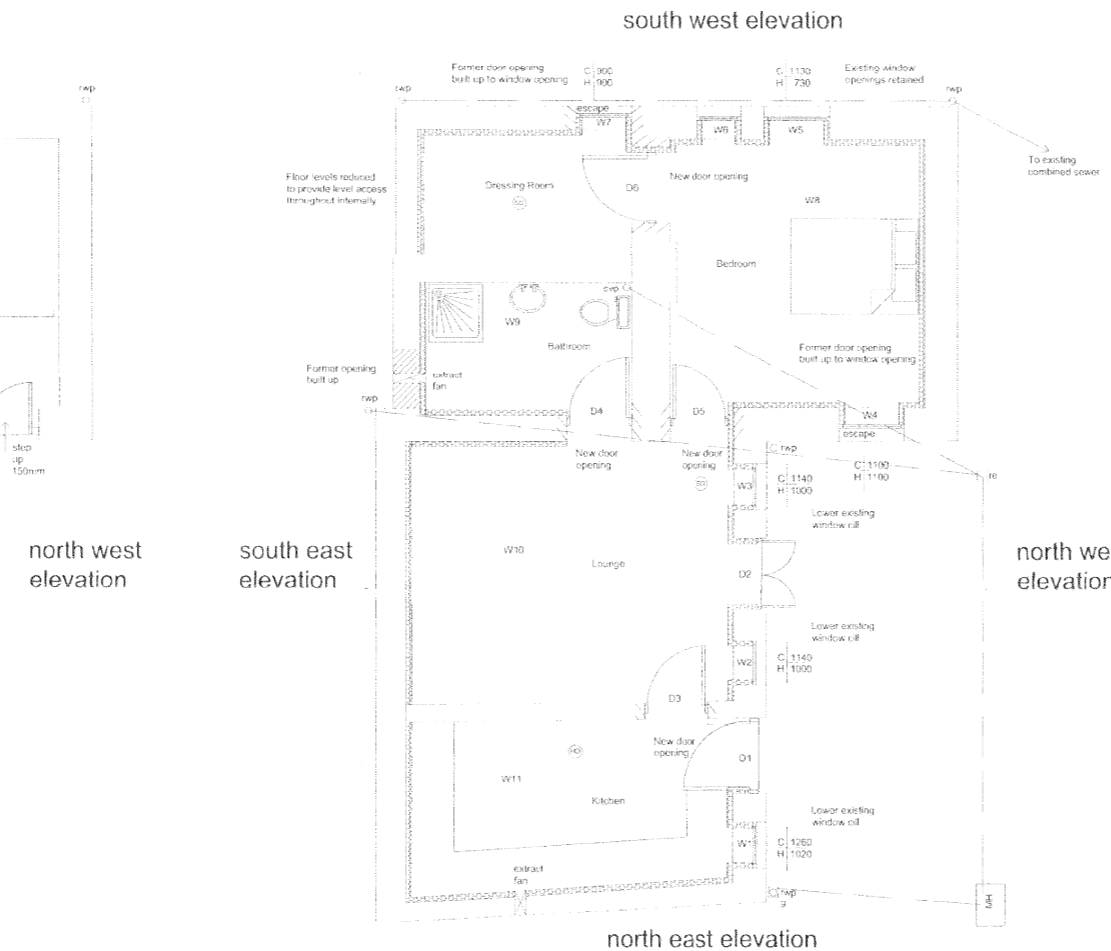 south west elevation
Former door opening
built up to window opening
C 900
H 900
C 1130
H 730
Existing window
openings retained
rwp
rwp
rwp
escape
W7
W6
W5
To existing
combined sewer
Floor levels reduced
to provide level access
throughout internally
Dressing Room
D6
New door opening
W8
SD
Bedroom
svp
W9
Bathroom
Former door opening
built up to window opening
Former opening
built up
extract
fan
rwp
D4
D5
W4
escape
step
up
150mm
New door
opening
New door
opening
rwp
C 1140
H 1000
C 1100
H 1100
re
SD
W3
Lower existing
window cill
north west
elevation
south east
elevation
W10
Lounge
D2
north we
elevation
Lower existing
window cill
W2
C 1140
H 1000
D3
New door
opening
HD
D1
W11
Kitchen
Lower existing
window cill
W1
C 1260
H 1020
extract
fan
rwp
g
MH
north east elevation